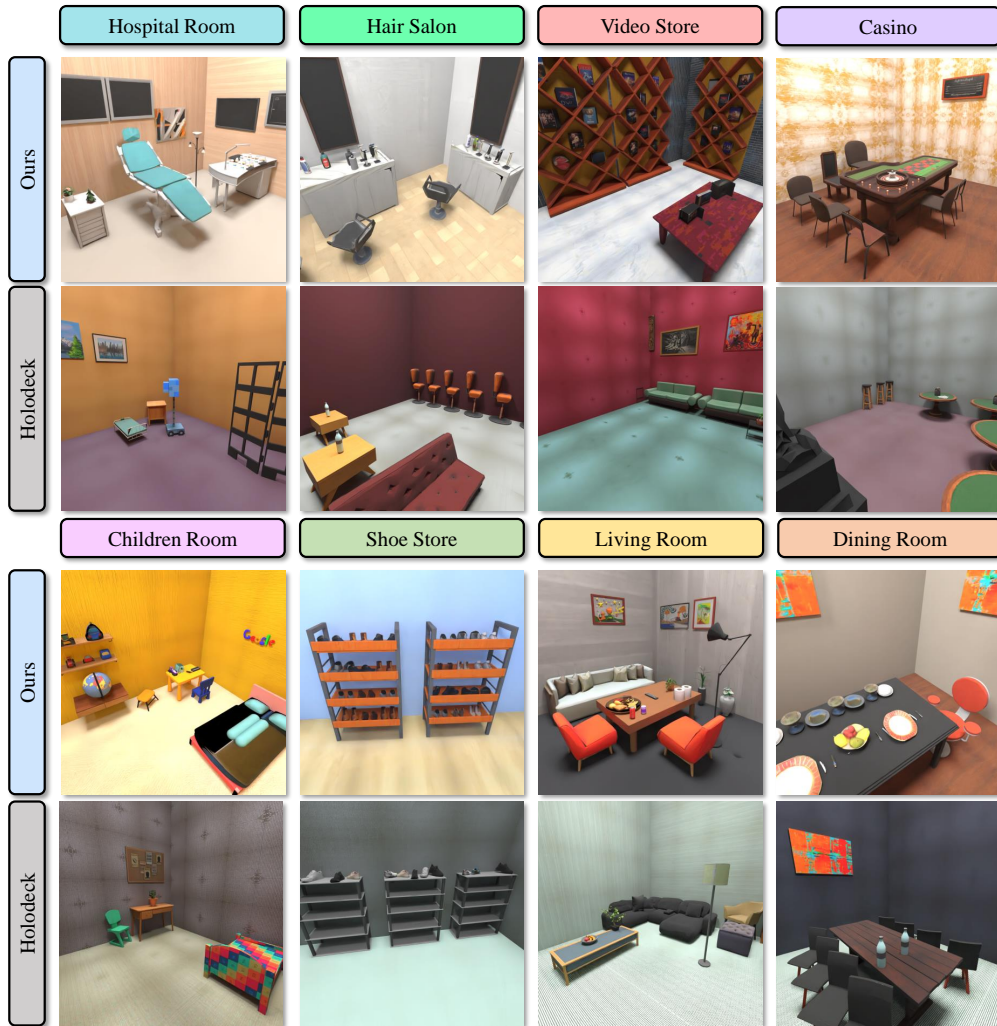 Hospital Room
Hair Salon
Video Store
Casino
Ours
Holodeck
Children Room
Shoe Store
Living Room
Dining Room
Ours
Google
Holodeck